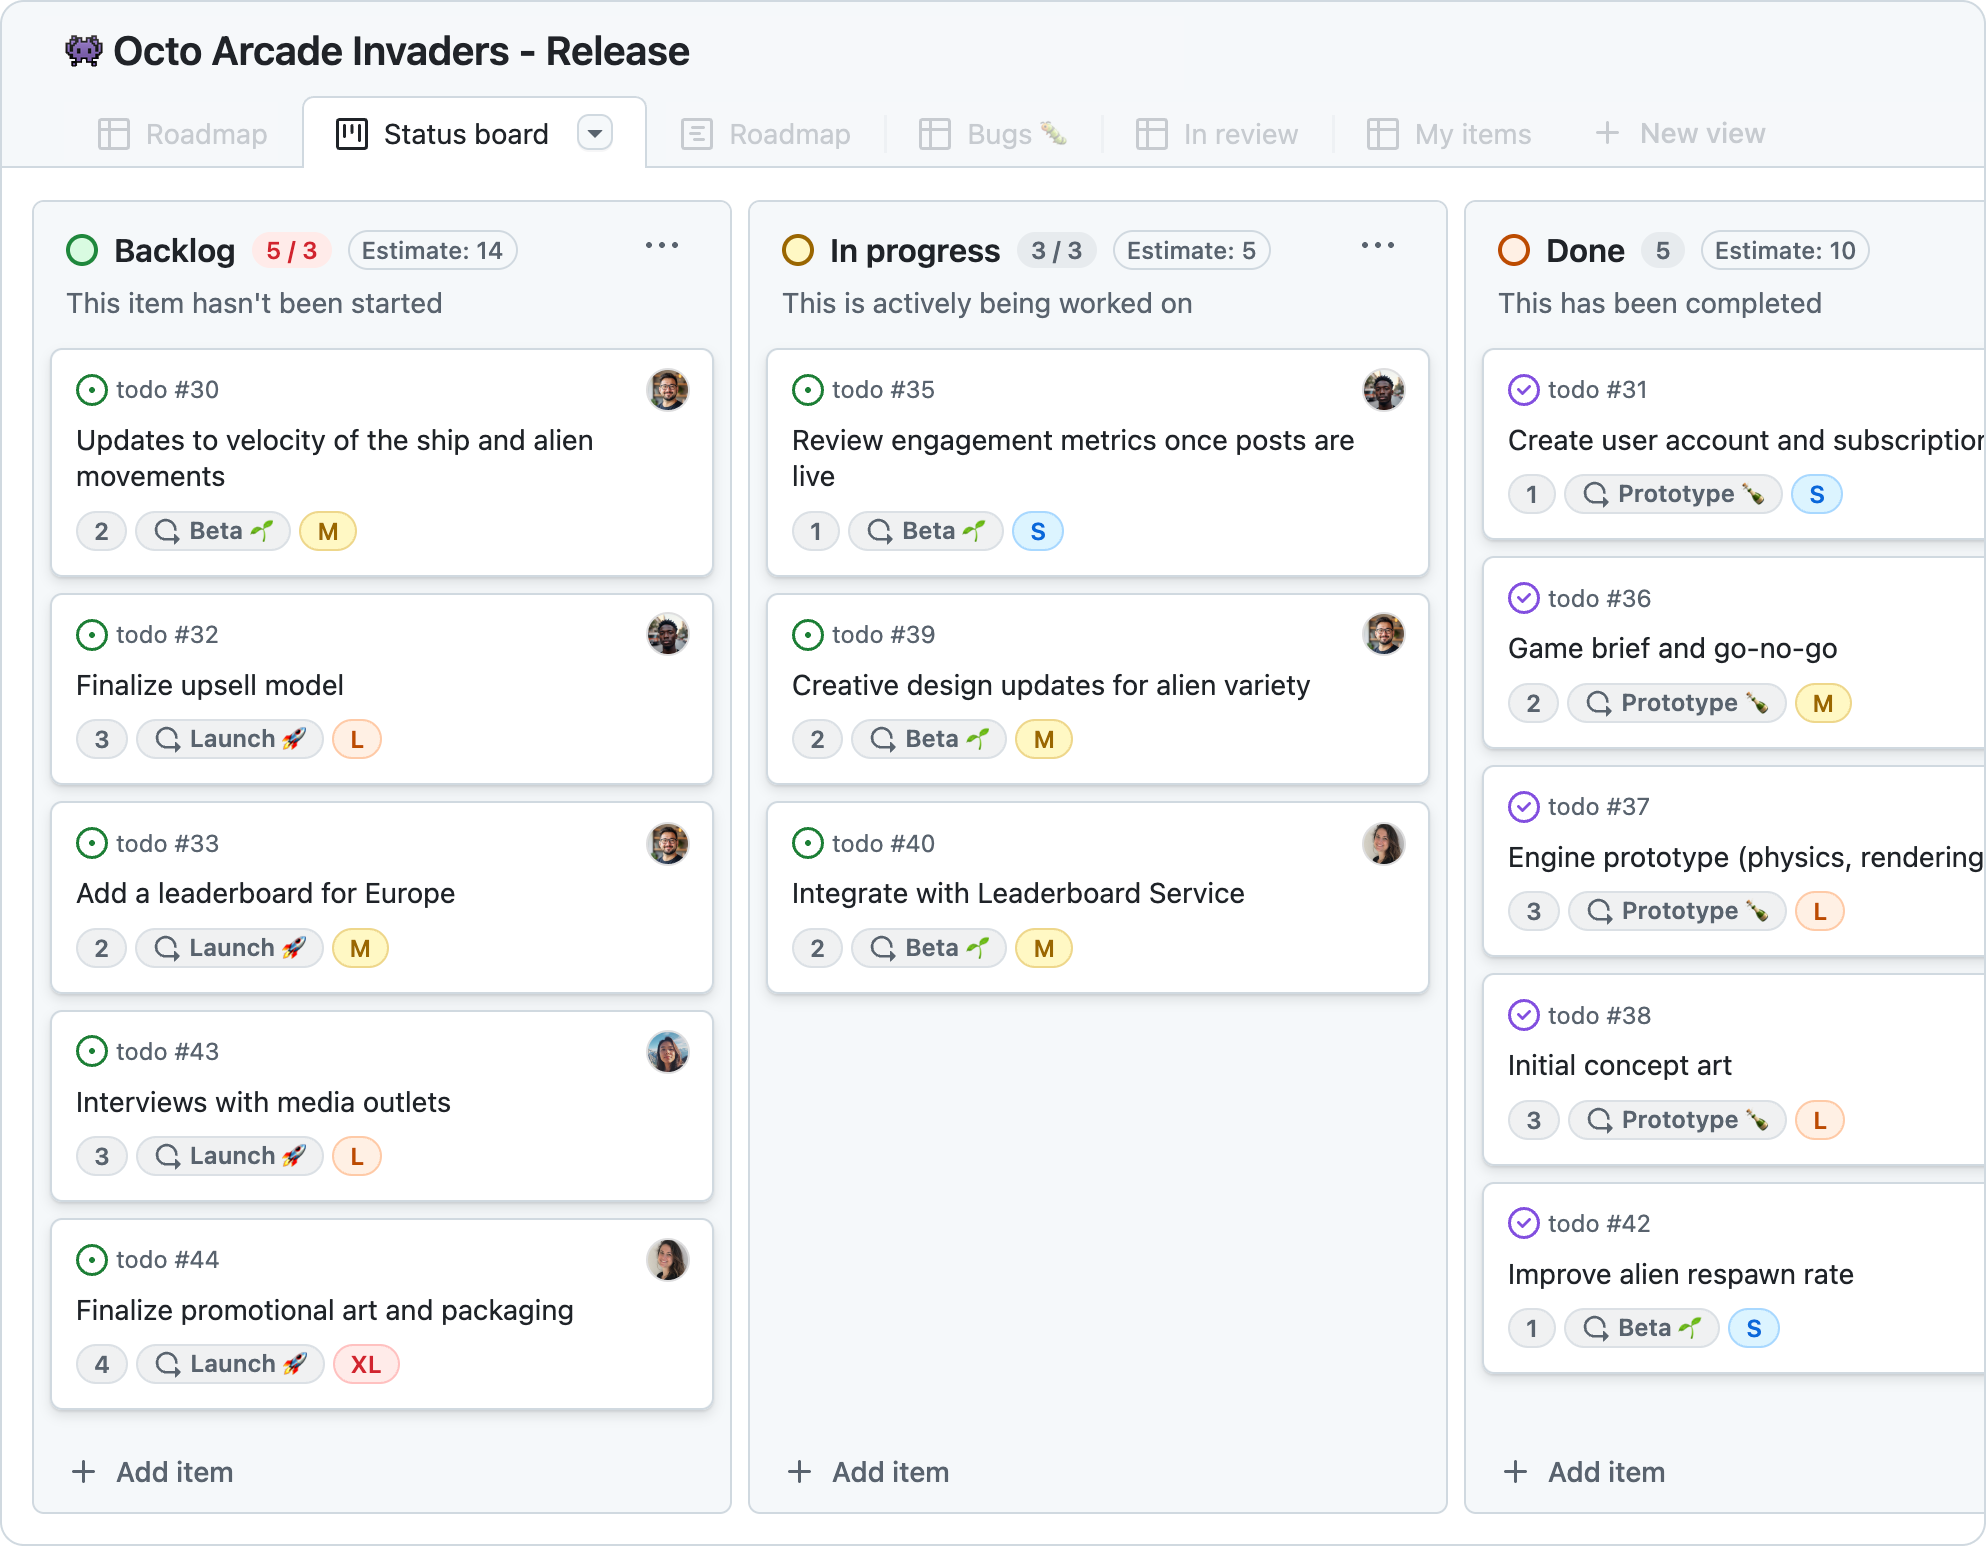 👾 Octo Arcade Invaders - Release
Roadmap
Status board
Roadmap
Bugs 🐛
In review
My items
+ New view
Backlog 5 / 3 Estimate: 14
This item hasn't been started
todo #30
Updates to velocity of the ship and alien
movements
2 Beta 🌱 M
todo #32
Finalize upsell model
3 Launch 🚀 L
todo #33
Add a leaderboard for Europe
2 Launch 🚀 M
todo #43
Interviews with media outlets
3 Launch 🚀 L
todo #44
Finalize promotional art and packaging
4 Launch 🚀 XL
+ Add item
In progress 3 / 3 Estimate: 5
This is actively being worked on
todo #35
Review engagement metrics once posts are
live
1 Beta 🌱 S
todo #39
Creative design updates for alien variety
2 Beta 🌱 M
todo #40
Integrate with Leaderboard Service
2 Beta 🌱 M
+ Add item
Done 5 Estimate: 10
This has been completed
todo #31
Create user account and subscription
1 Prototype 🍾 S
todo #36
Game brief and go-no-go
2 Prototype 🍾 M
todo #37
Engine prototype (physics, rendering
3 Prototype 🍾 L
todo #38
Initial concept art
3 Prototype 🍾 L
todo #42
Improve alien respawn rate
1 Beta 🌱 S
+ Add item